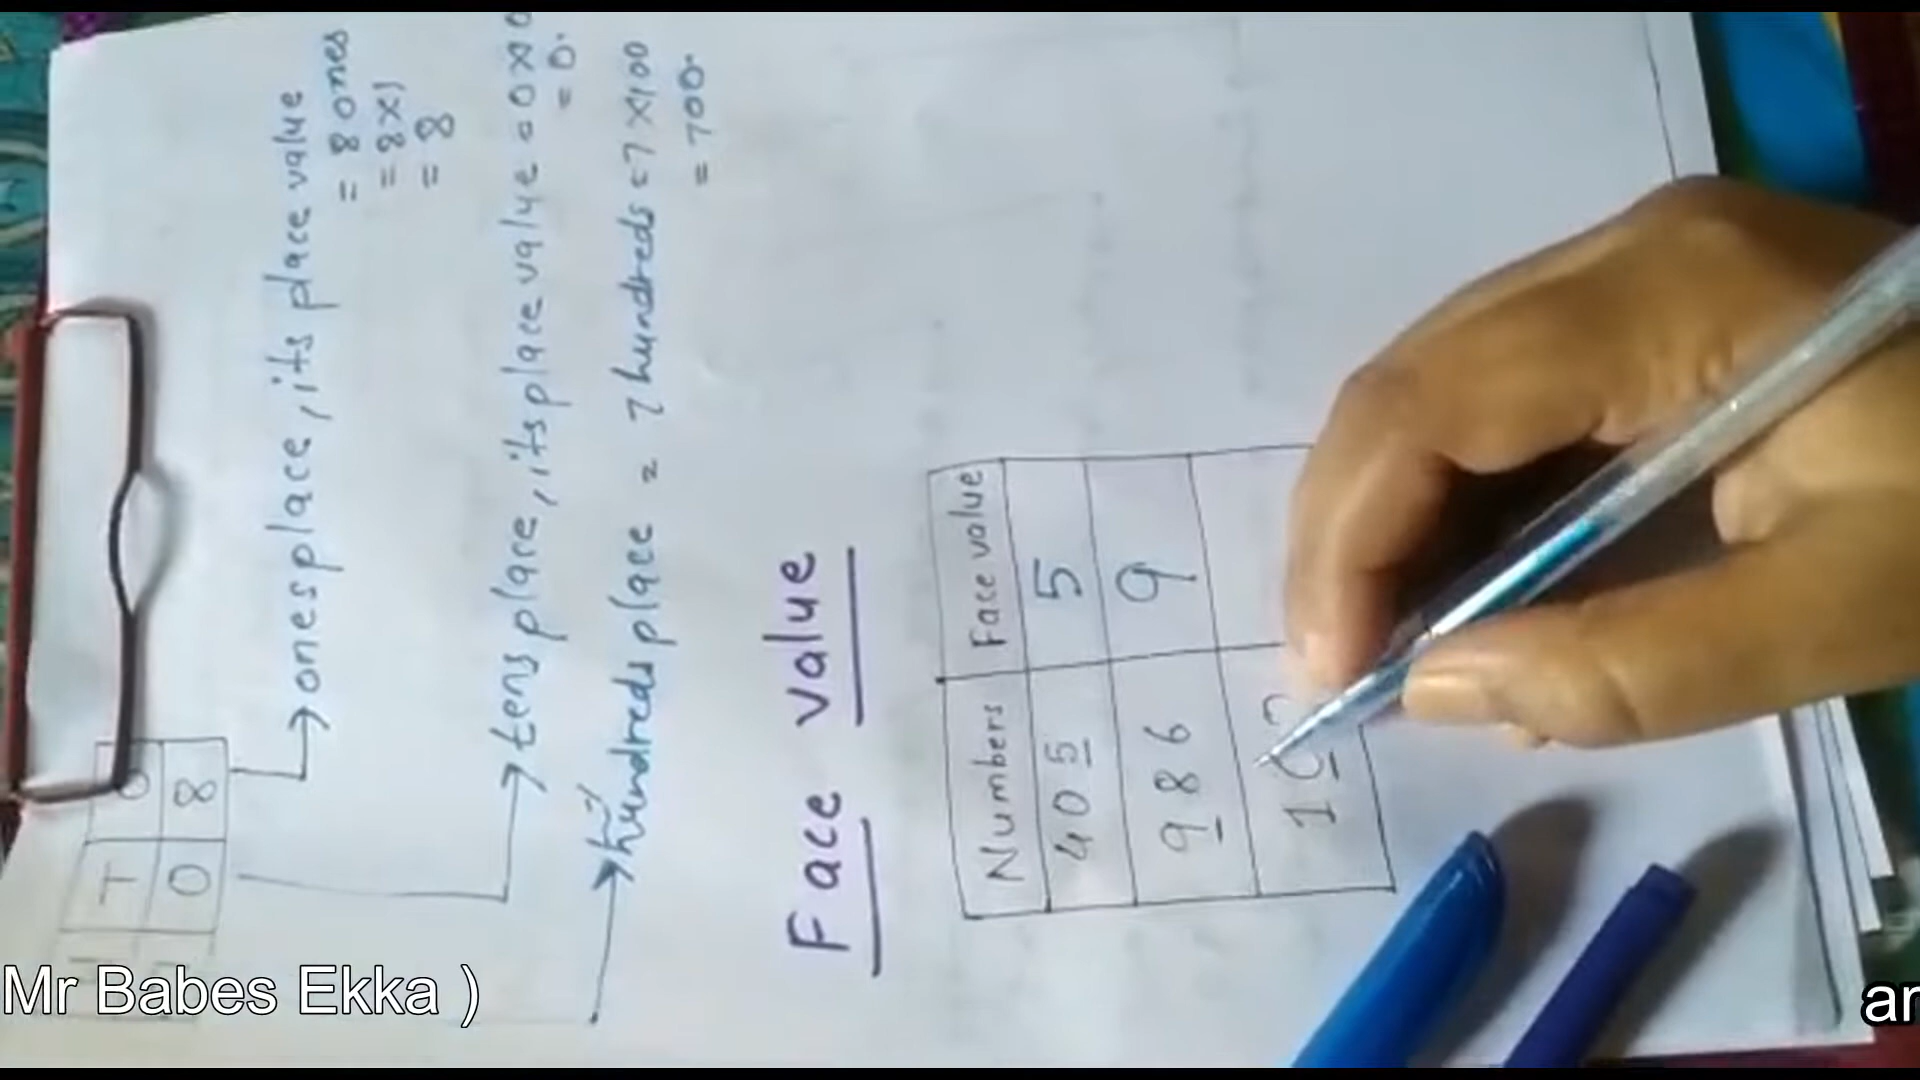 T
0 8
ones place, its place value
= 8 ones
= 8×1
= 8
tens place, its place value = 0×
= 0.
hundreds place = 7 hundreds = 7×100
= 700.
Face value
Numbers Face value
405 5
986 9
1
Mr Babes Ekka )
ar